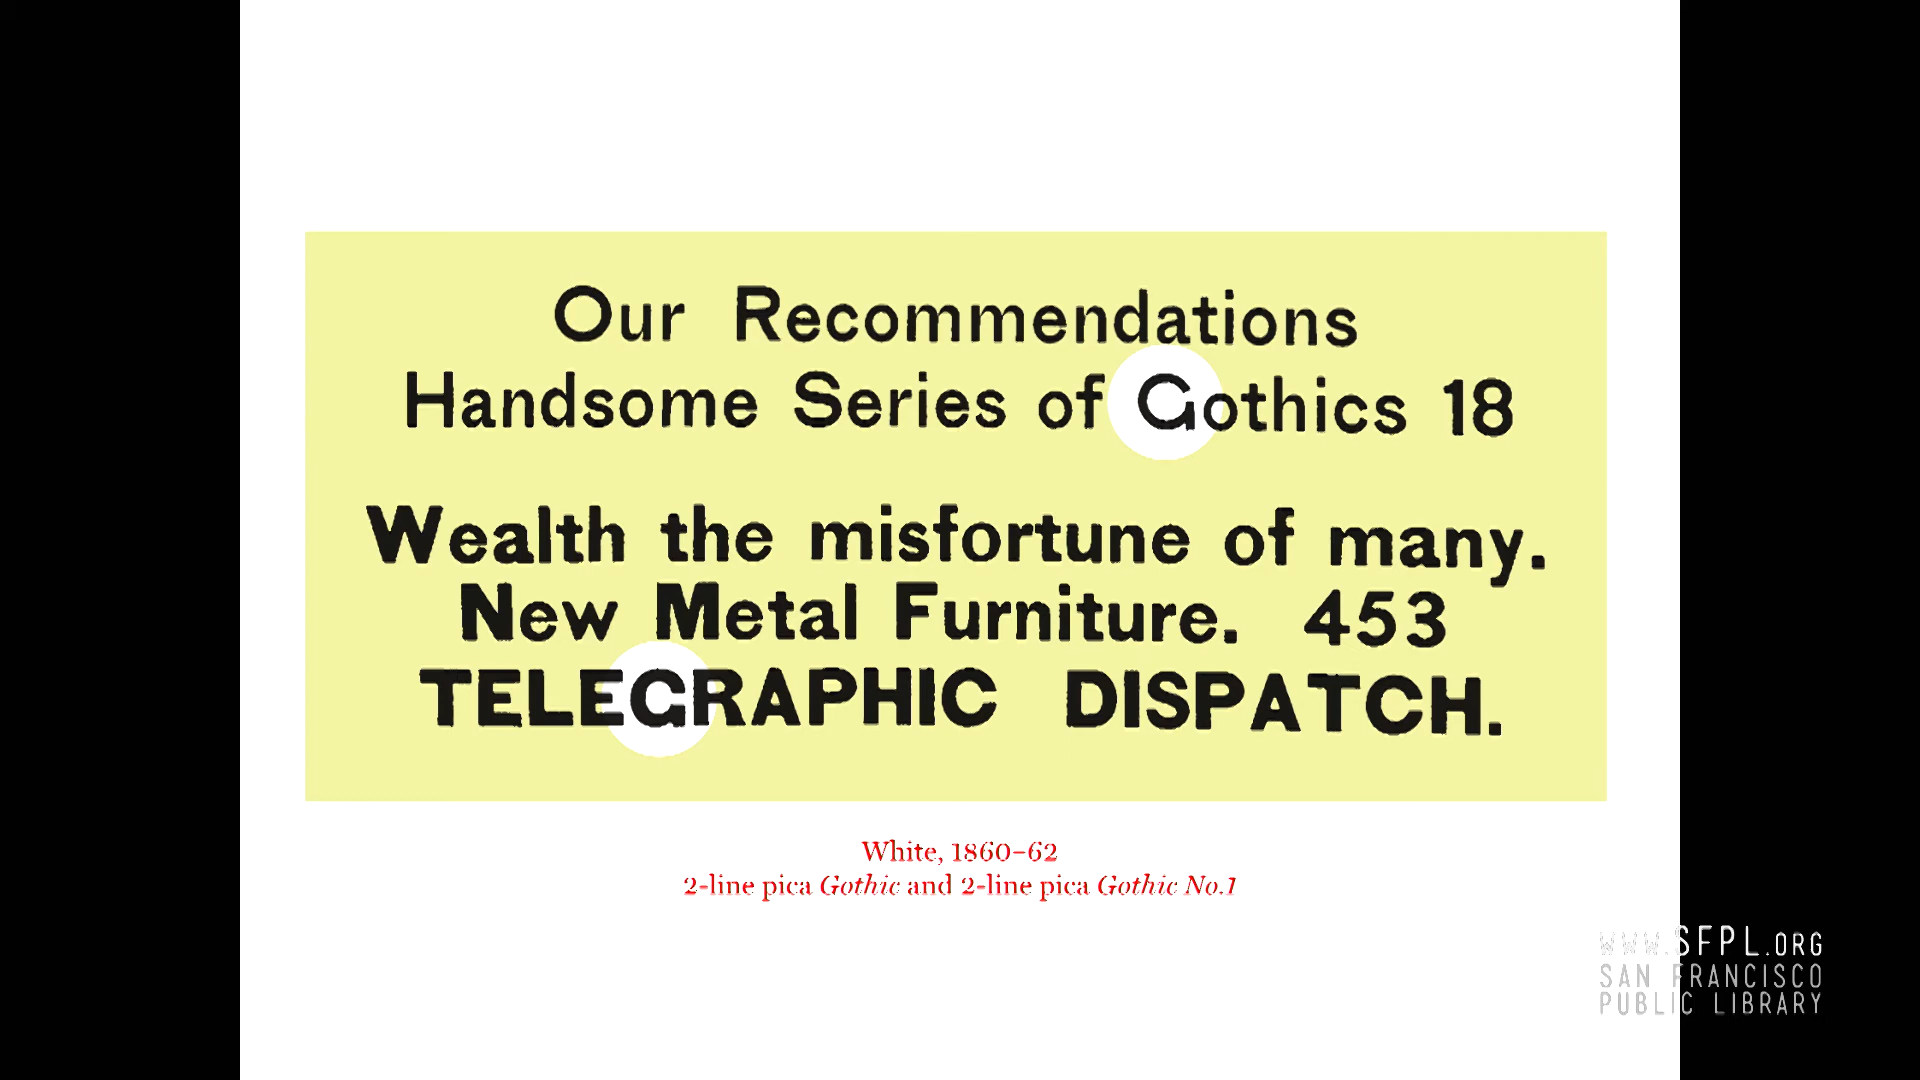 Our Recommendations
Handsome Series of Gothics 18
Wealth the misfortune of many.
New Metal Furniture. 453
TELEGRAPHIC DISPATCH.
White, 1860–62
2-line pica Gothic and 2-line pica Gothic No.1
WWW.SFPL.ORG
SAN FRANCISCO
PUBLIC LIBRARY